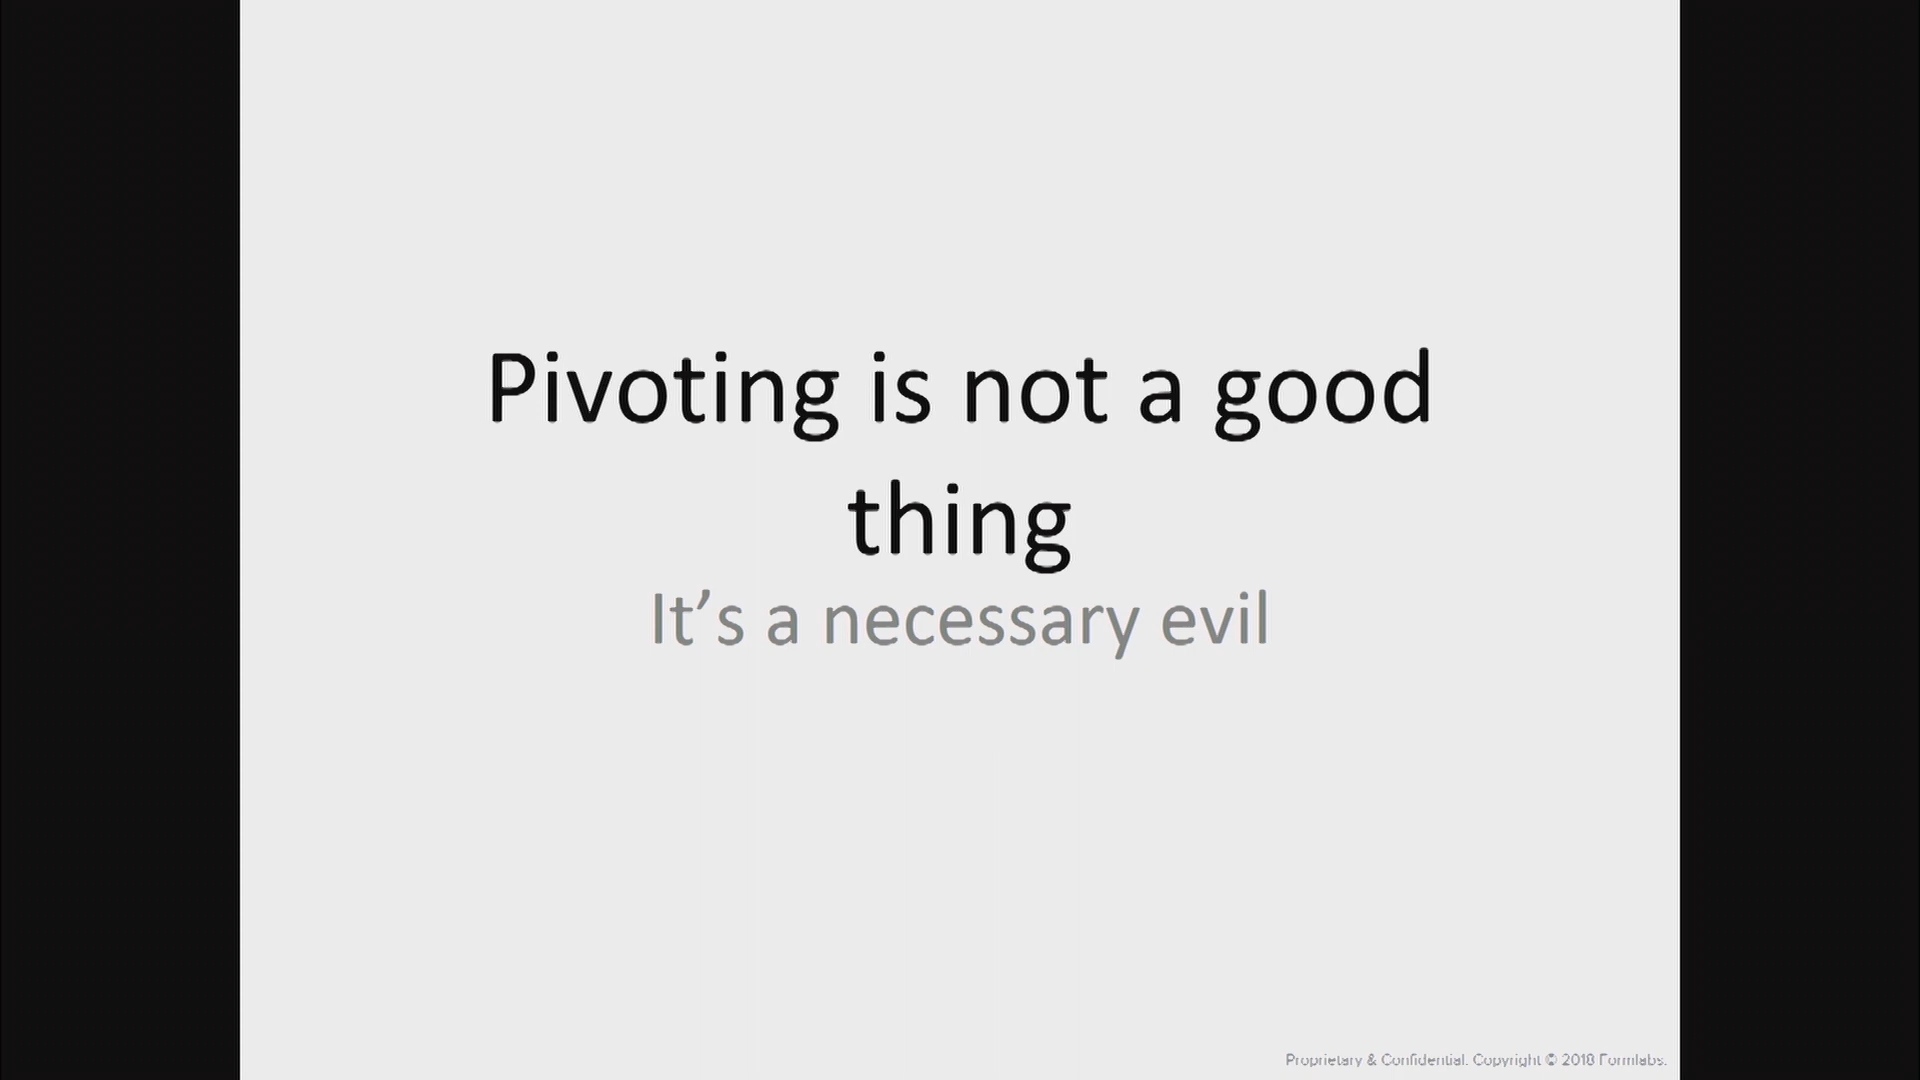 Pivoting is not a good
thing
It’s a necessary evil
Proprietary & Confidential. Copyright © 2018 Formlabs.